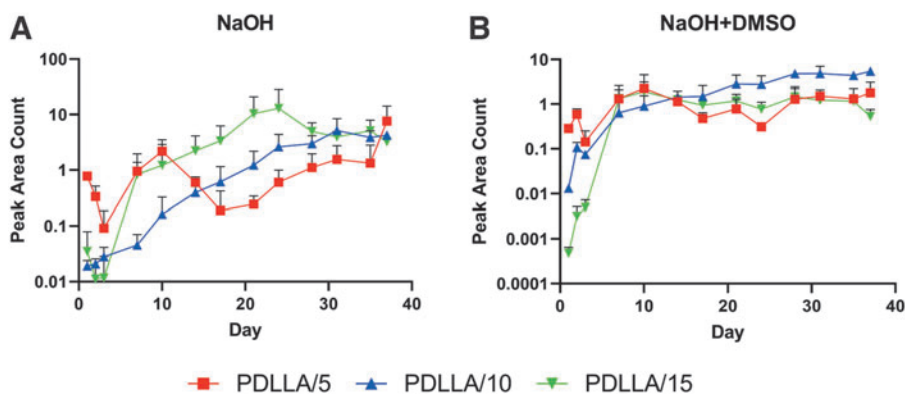 A
NaOH
Peak Area Count
100
10
1
0.1
0.01
0 10 20 30 40
Day
B
NaOH+DMSO
Peak Area Count
10
1
0.1
0.01
0.001
0.0001
0 10 20 30 40
Day
PDLLA/5 PDLLA/10 PDLLA/15